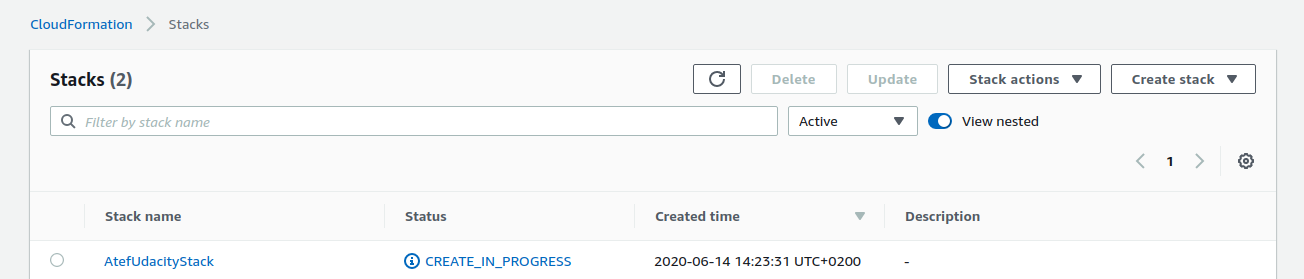 CloudFormation > Stacks
Stacks (2)
Delete
Update
Stack actions
Create stack
Filter by stack name
Active
View nested
1
Stack name Status Created time Description
AtefUdacityStack CREATE_IN_PROGRESS 2020-06-14 14:23:31 UTC+0200 -